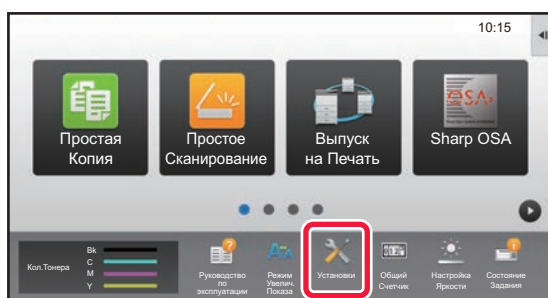 10:15
Простая
Копия
Простое
Сканирование
Выпуск
на Печать
OSA
Sharp OSA
Кол.Тонера
Bk
C
M
Y
Руководство
по
эксплуатации
Режим
Увелич.
Показа
Установки
Общий
Счетчик
Настройка
Яркости
Состояние
Задания